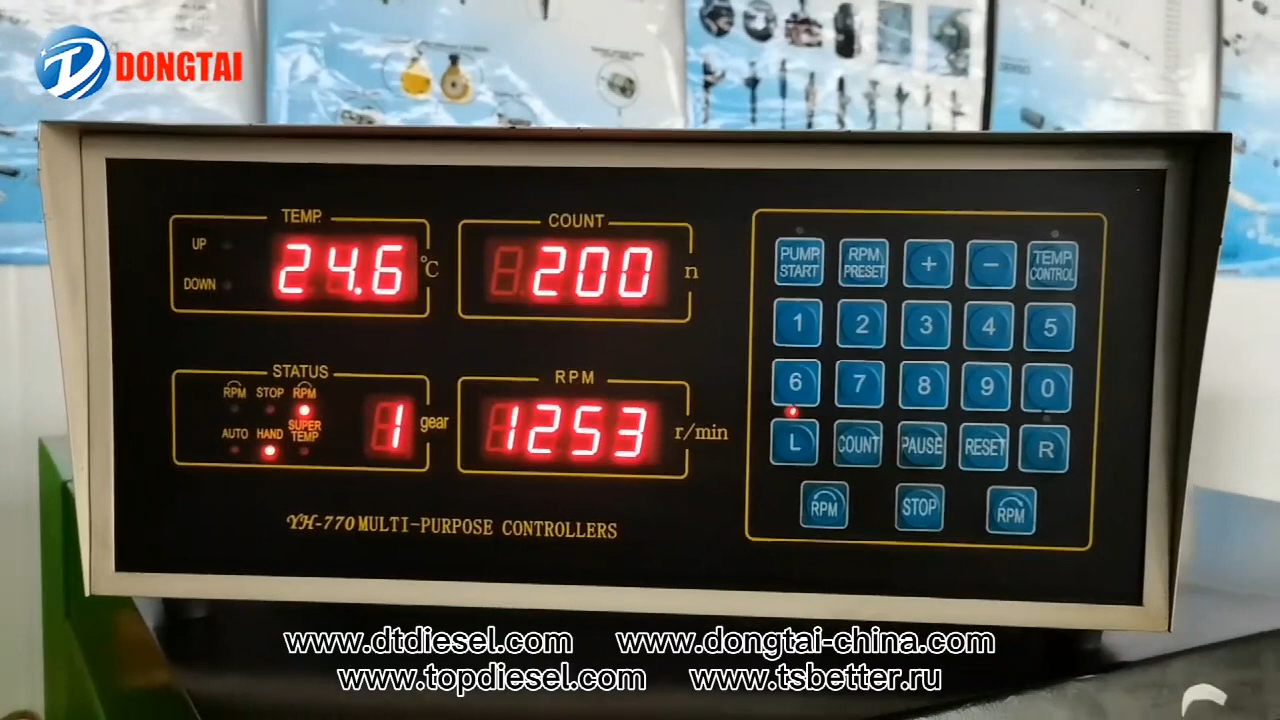 DONGTAI
TEMP.
UP
DOWN
24.6 °C
COUNT
200 n
STATUS
RPM STOP RPM
AUTO HAND SUPER TEMP
1 gear
RPM
1253 r/min
YH-770 MULTI-PURPOSE CONTROLLERS
PUMP START RPM PRESET + − TEMP CONTROL
1 2 3 4 5
6 7 8 9 0
L COUNT PAUSE RESET R
RPM STOP RPM
www.dtdiesel.com www.dongtai-china.com
www.topdiesel.com www.tsbetter.ru